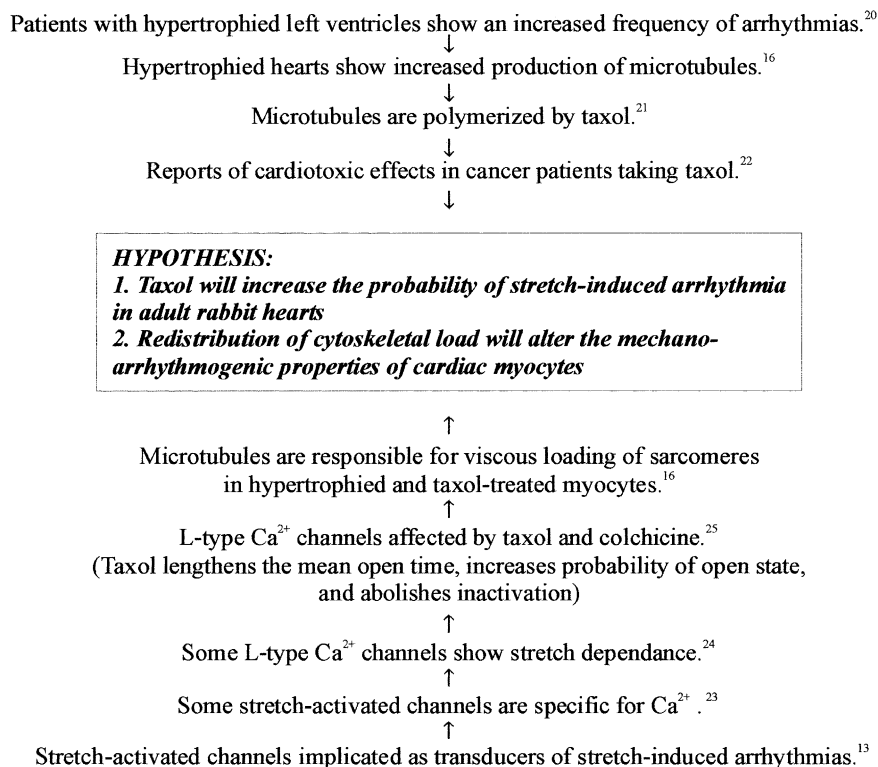 Patients with hypertrophied left ventricles show an increased frequency of arrhythmias.20
↓
Hypertrophied hearts show increased production of microtubules.16
↓
Microtubules are polymerized by taxol.21
↓
Reports of cardiotoxic effects in cancer patients taking taxol.22
↓
HYPOTHESIS:
1. Taxol will increase the probability of stretch-induced arrhythmia
in adult rabbit hearts
2. Redistribution of cytoskeletal load will alter the mechano-
arrhythmogenic properties of cardiac myocytes
↑
Microtubules are responsible for viscous loading of sarcomeres
in hypertrophied and taxol-treated myocytes.16
↑
L-type Ca2+ channels affected by taxol and colchicine.25
(Taxol lengthens the mean open time, increases probability of open state,
and abolishes inactivation)
↑
Some L-type Ca2+ channels show stretch dependance.24
↑
Some stretch-activated channels are specific for Ca2+ .23
↑
Stretch-activated channels implicated as transducers of stretch-induced arrhythmias.13